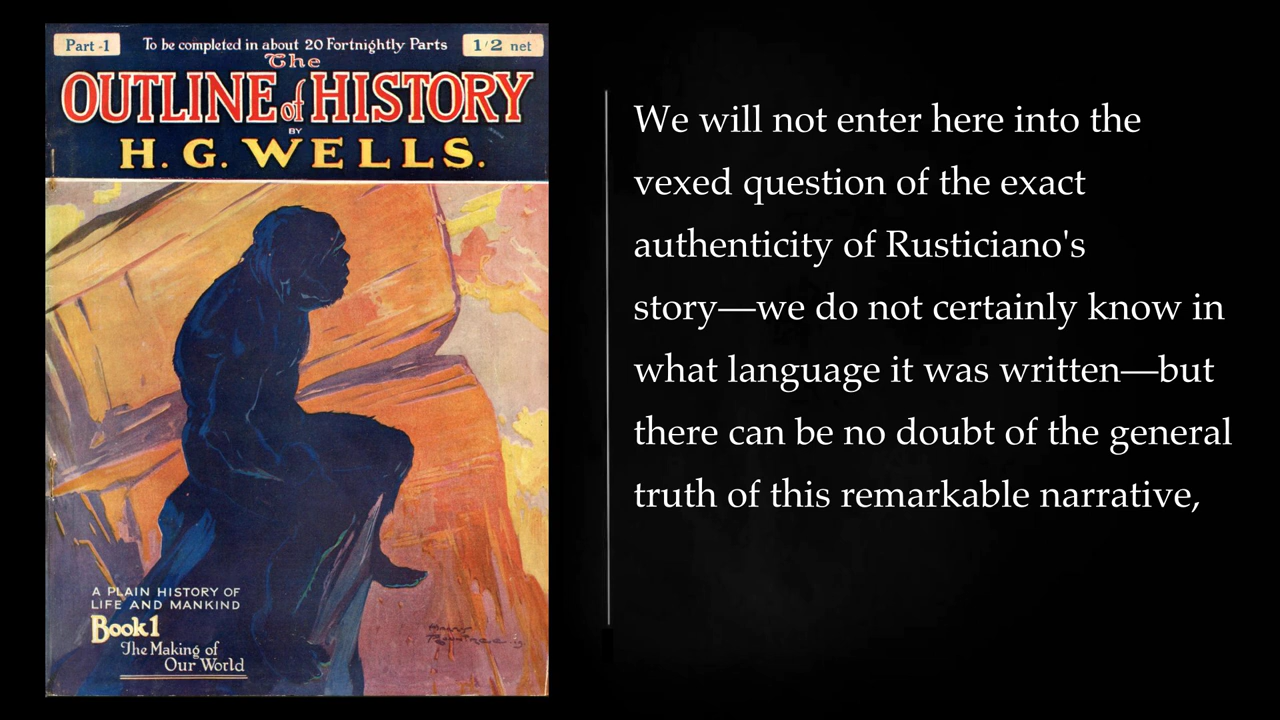 Part -1
To be completed in about 20 Fortnightly Parts
1/2 net
The
OUTLINE of HISTORY
BY
H. G. WELLS.
A PLAIN HISTORY OF
LIFE AND MANKIND
Book 1
The Making of
Our World
We will not enter here into the
vexed question of the exact
authenticity of Rusticiano's
story—we do not certainly know in
what language it was written—but
there can be no doubt of the general
truth of this remarkable narrative,